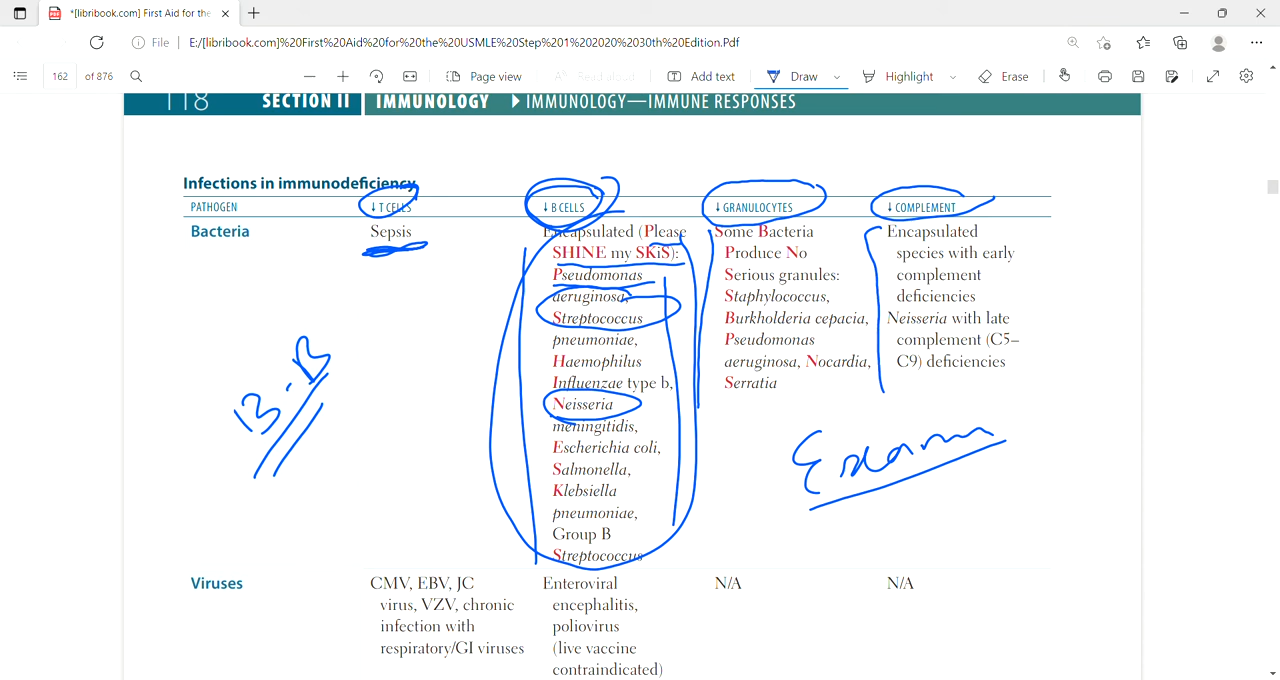 *[libribook.com] First Aid for the
File E:/[libribook.com]%20First%20Aid%20for%20the%20USMLE%20Step%201%202020%2030th%20Edition.Pdf
162 of 876 Page view Read aloud Add text Draw Highlight Erase
118 SECTION II IMMUNOLOGY ▶ IMMUNOLOGY—IMMUNE RESPONSES
Infections in immunodeficiency
PATHOGEN ↓ T CELLS ↓ B CELLS ↓ GRANULOCYTES ↓ COMPLEMENT
Bacteria
Sepsis
Encapsulated (Please
SHINE my SKiS):
Pseudomonas
aeruginosa,
Streptococcus
pneumoniae,
Haemophilus
Influenzae type b,
Neisseria
meningitidis,
Escherichia coli,
Salmonella,
Klebsiella
pneumoniae,
Group B
Streptococcus
Some Bacteria
Produce No
Serious granules:
Staphylococcus,
Burkholderia cepacia,
Pseudomonas
aeruginosa, Nocardia,
Serratia
Encapsulated
species with early
complement
deficiencies
Neisseria with late
complement (C5–
C9) deficiencies
Viruses
CMV, EBV, JC
virus, VZV, chronic
infection with
respiratory/GI viruses
Enteroviral
encephalitis,
poliovirus
(live vaccine
contraindicated)
N/A
N/A